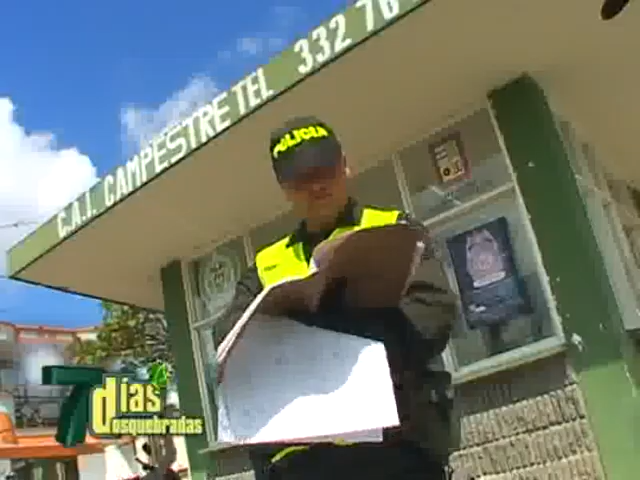 C.A.I. CAMPESTRE TEL 332 76
POLICIA
7 días
Dosquebradas